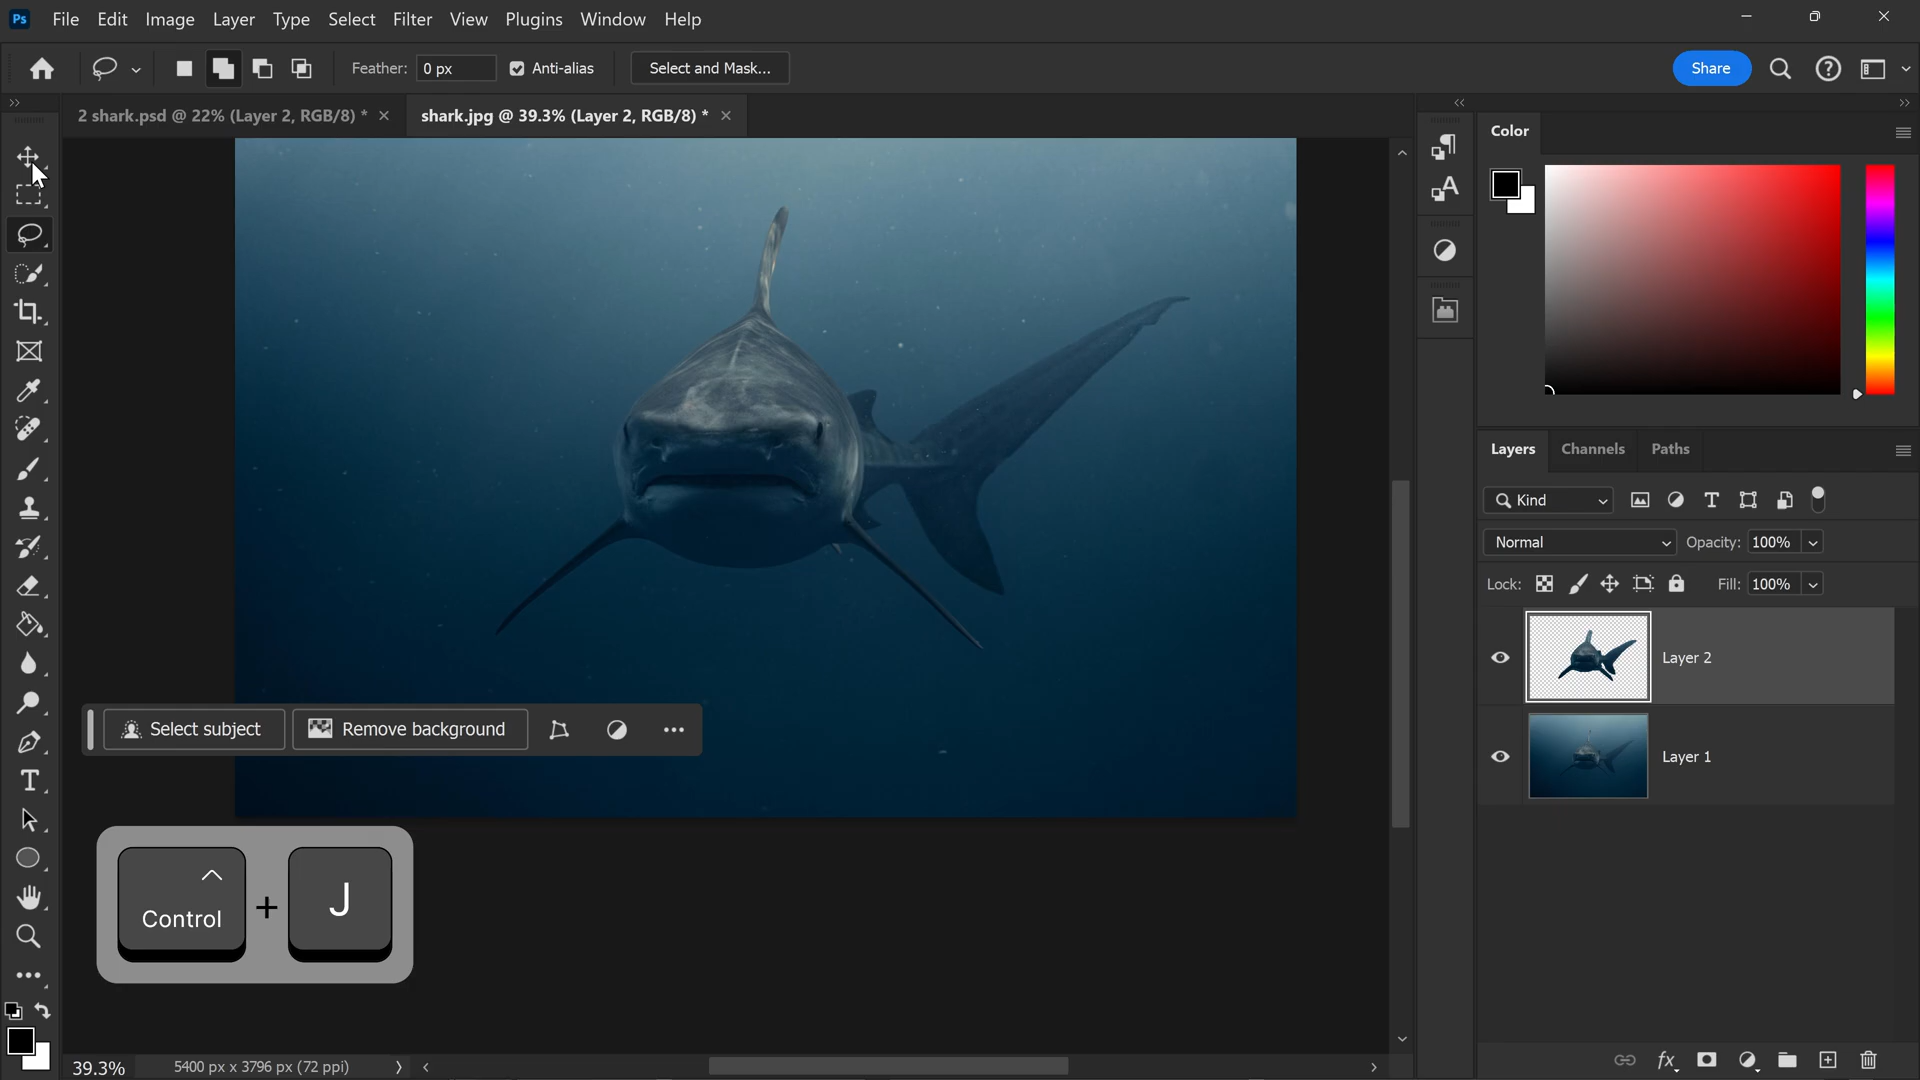 Ps File Edit Image Layer Type Select Filter View Plugins Window Help
Feather: 0 px Anti-alias Select and Mask... Share
2 shark.psd @ 22% (Layer 2, RGB/8) * shark.jpg @ 39.3% (Layer 2, RGB/8) *
Color
Layers Channels Paths
Kind
Normal Opacity: 100%
Lock: Fill: 100%
Layer 2
Layer 1
Select subject Remove background
Control + J
39.3% 5400 px x 3796 px (72 ppi)